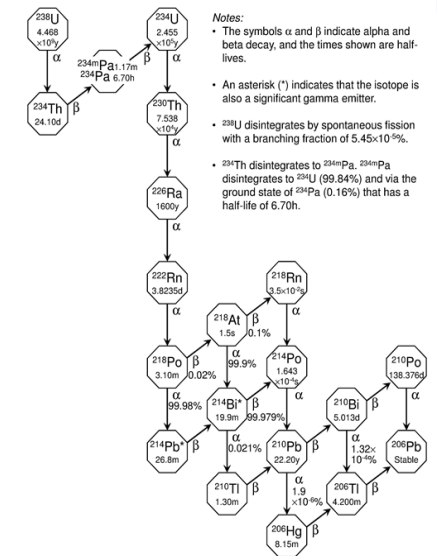 ²³⁸U
4.468
×10⁹y
α
²³⁴Th
24.10d
β
²³⁴ᵐPa1.17m
²³⁴Pa 6.70h
β
²³⁴U
2.455
×10⁵y
α
²³⁰Th
7.538
×10⁴y
α
²²⁶Ra
1600y
α
²²²Rn
3.8235d
α
²¹⁸Po
3.10m
β
0.02%
α
99.98%
²¹⁸At
1.5s
β
0.1%
α
99.9%
²¹⁸Rn
3.5×10⁻²s
α
²¹⁴Pb*
26.8m
β
²¹⁴Bi*
19.9m
β
99.979%
α
0.021%
²¹⁴Po
1.643
×10⁻⁴s
α
²¹⁰Tl
1.30m
β
²¹⁰Pb
22.20y
β
α
1.9
×10⁻⁶%
²¹⁰Bi
5.013d
β
α
1.32×
10⁻⁴%
²¹⁰Po
138.376d
α
²⁰⁶Hg
8.15m
β
²⁰⁶Tl
4.200m
β
²⁰⁶Pb
Stable
Notes:
• The symbols α and β indicate alpha and
beta decay, and the times shown are half-
lives.
• An asterisk (*) indicates that the isotope is
also a significant gamma emitter.
• ²³⁸U disintegrates by spontaneous fission
with a branching fraction of 5.45×10⁻⁵%.
• ²³⁴Th disintegrates to ²³⁴ᵐPa. ²³⁴ᵐPa
disintegrates to ²³⁴U (99.84%) and via the
ground state of ²³⁴Pa (0.16%) that has a
half-life of 6.70h.